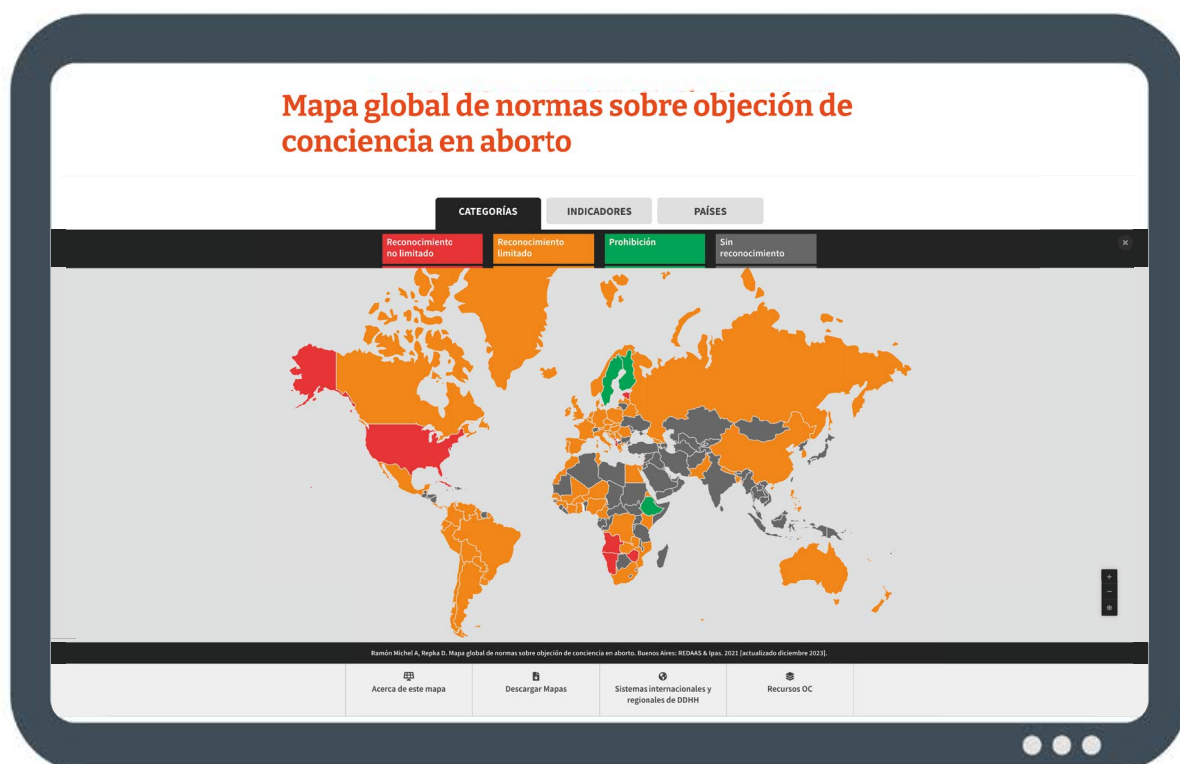 Mapa global de normas sobre objeción de
conciencia en aborto
CATEGORÍAS
INDICADORES
PAÍSES
Reconocimiento
no limitado
Reconocimiento
limitado
Prohibición
Sin
reconocimiento
Ramón Michel A, Repka D. Mapa global de normas sobre objeción de conciencia en aborto. Buenos Aires: REDAAS & Ipas. 2021 [actualizado diciembre 2023].
Acerca de este mapa
Descargar Mapas
Sistemas internacionales y
regionales de DDHH
Recursos OC